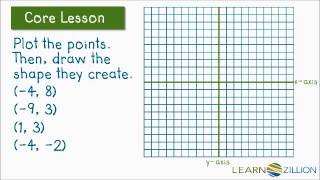 Core Lesson
Plot the points.
Then, draw the
shape they create.
(-4, 8)
(-9, 3)
(1, 3)
(-4, -2)
x-axis
y-axis
LEARNZILLION